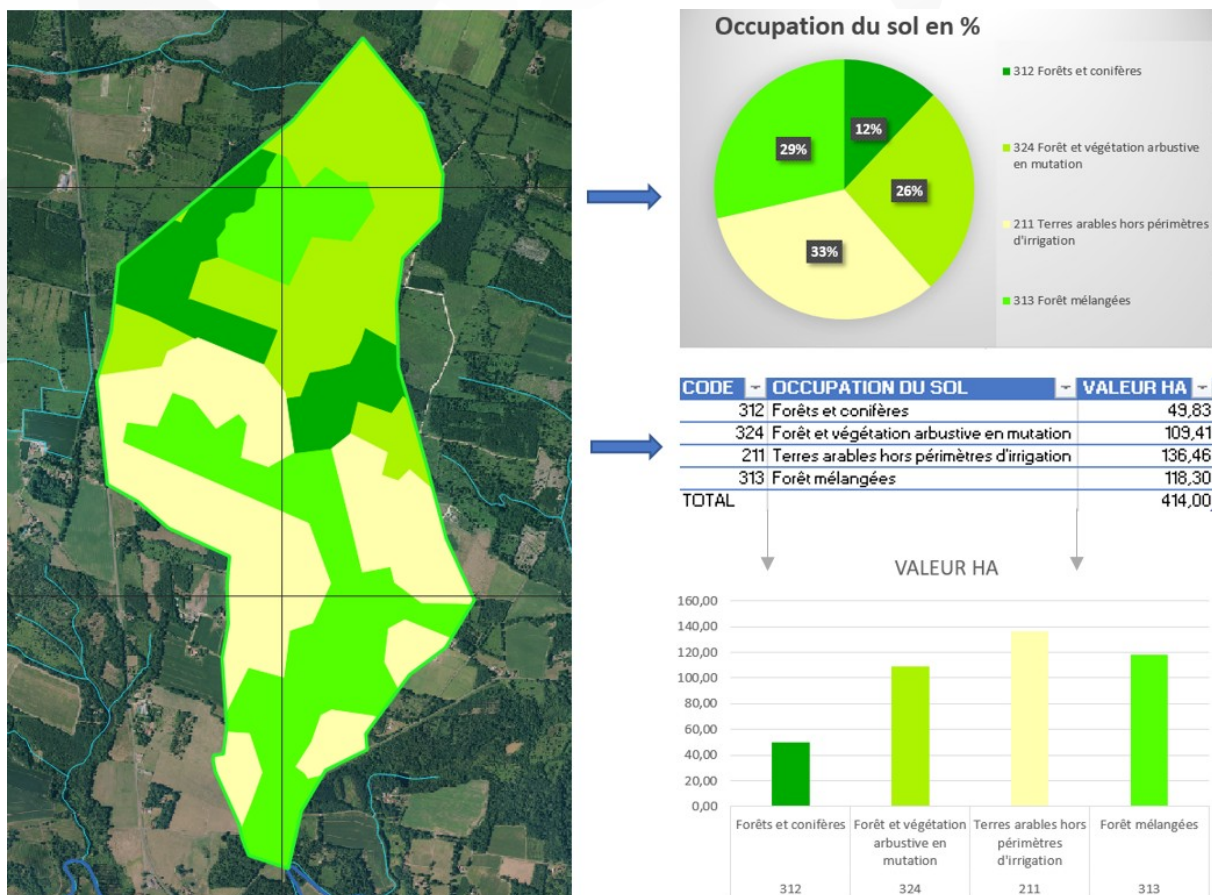 Occupation du sol en %
12%
26%
33%
29%
312 Forêts et conifères
324 Forêt et végétation arbustive
en mutation
211 Terres arables hors périmètres
d'irrigation
313 Forêt mélangées
CODE OCCUPATION DU SOL VALEUR HA
312 Forêts et conifères 49,83
324 Forêt et végétation arbustive en mutation 109,41
211 Terres arables hors périmètres d'irrigation 136,46
313 Forêt mélangées 118,30
TOTAL 414,00
VALEUR HA
160,00
140,00
120,00
100,00
80,00
60,00
40,00
20,00
0,00
Forêts et conifères
Forêt et végétation
arbustive en
mutation
Terres arables hors
périmètres
d'irrigation
Forêt mélangées
312 324 211 313